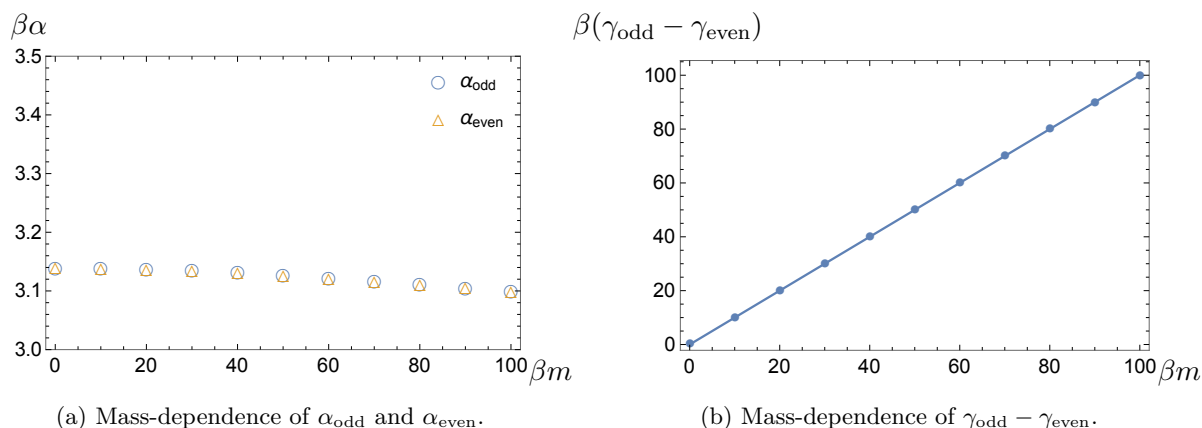 βα
3.5
3.4
3.3
3.2
3.1
3.0
0 20 40 60 80 100
βm
α_odd
α_even
(a) Mass-dependence of α_odd and α_even.
β(γ_odd − γ_even)
100
80
60
40
20
0
0 20 40 60 80 100
βm
(b) Mass-dependence of γ_odd − γ_even.